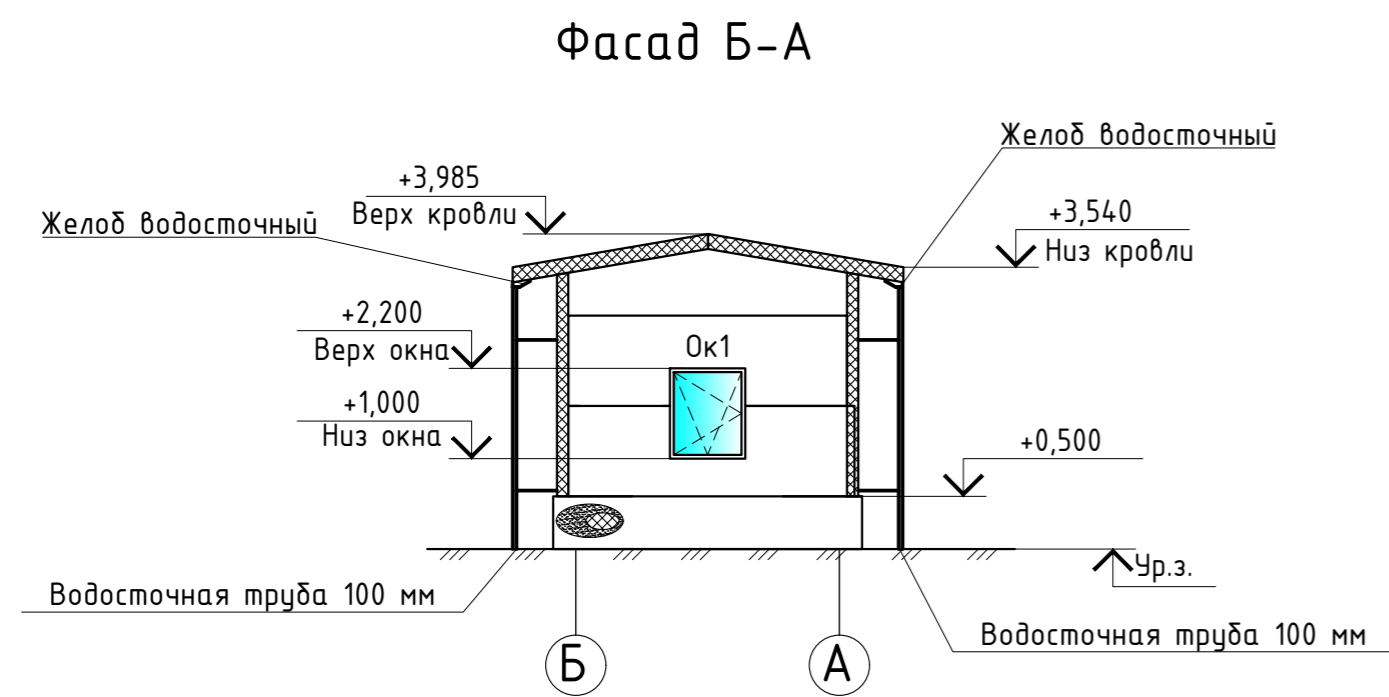 Фасад Б-А
Желоб водосточный
+3,985
Верх кровли
+3,540
Низ кровли
Желоб водосточный
+2,200
Верх окна
Ок1
+1,000
Низ окна
+0,500
Ур.з.
Водосточная труба 100 мм
Водосточная труба 100 мм
Б
А